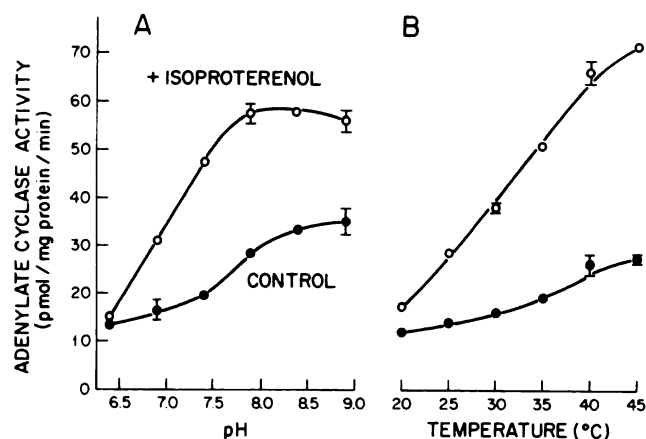 A
B
+ ISOPROTERENOL
CONTROL
ADENYLATE CYCLASE ACTIVITY
(pmol / mg protein / min)
70
60
50
40
30
20
10
0
6.5 7.0 7.5 8.0 8.5 9.0
pH
20 25 30 35 40 45
TEMPERATURE (°C)